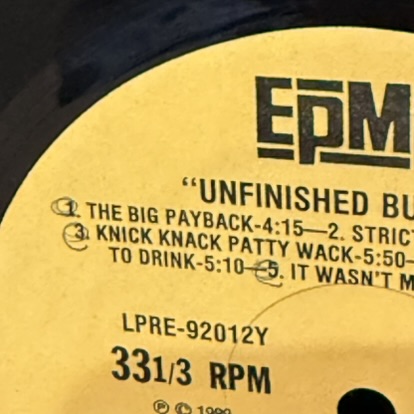 EPM
“UNFINISHED BU
1. THE BIG PAYBACK-4:15—2. STRICT
3. KNICK KNACK PATTY WACK-5:50-
TO DRINK-5:10—5. IT WASN'T M
LPRE-92012Y
331/3 RPM
Ⓟ © 1989